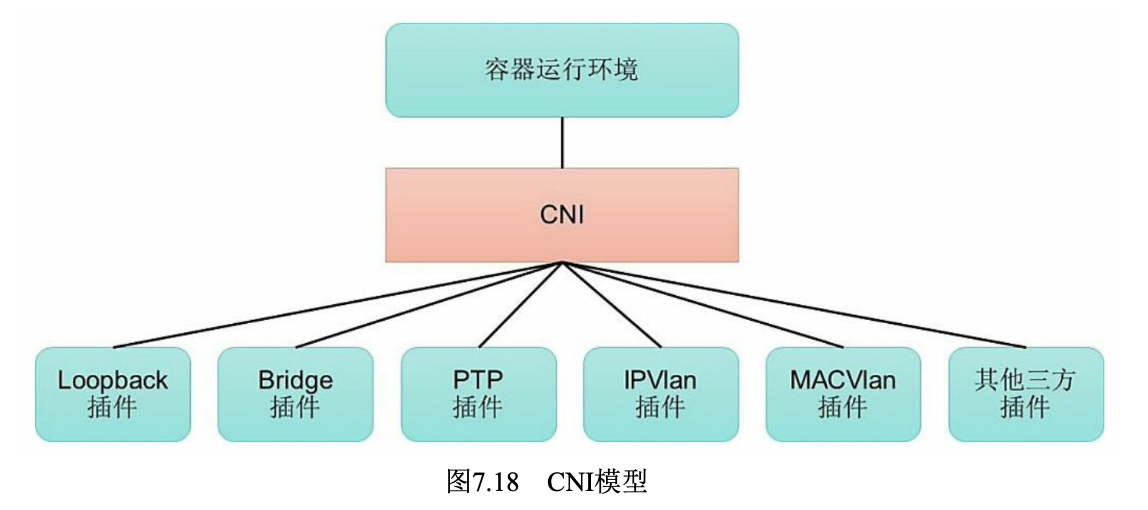 容器运行环境
CNI
Loopback
插件
Bridge
插件
PTP
插件
IPVlan
插件
MACVlan
插件
其他三方
插件
图7.18 CNI模型